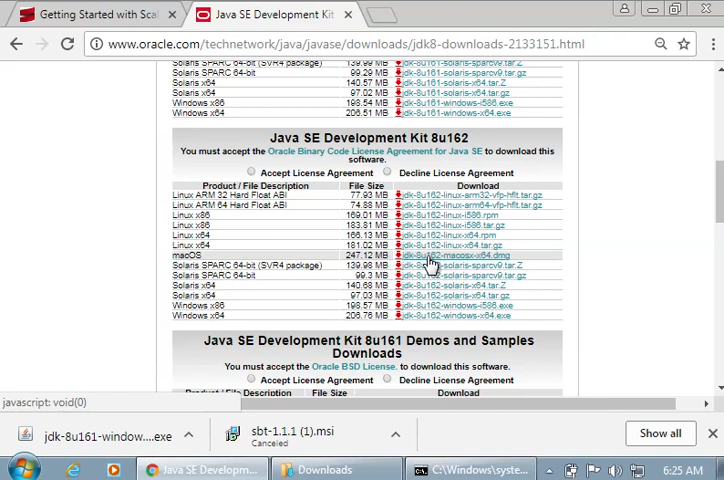 Getting Started with Scal
Java SE Development Kit
www.oracle.com/technetwork/java/javase/downloads/jdk8-downloads-2133151.html
Solaris SPARC 64-bit (SVR4 package) 139.99 MB jdk-8u161-solaris-sparcv9.tar.Z
Solaris SPARC 64-bit 99.29 MB jdk-8u161-solaris-sparcv9.tar.gz
Solaris x64 140.57 MB jdk-8u161-solaris-x64.tar.Z
Solaris x64 97.02 MB jdk-8u161-solaris-x64.tar.gz
Windows x86 198.54 MB jdk-8u161-windows-i586.exe
Windows x64 206.51 MB jdk-8u161-windows-x64.exe
Java SE Development Kit 8u162
You must accept the Oracle Binary Code License Agreement for Java SE to download this
software.
Accept License Agreement Decline License Agreement
Product / File Description File Size Download
Linux ARM 32 Hard Float ABI 77.93 MB jdk-8u162-linux-arm32-vfp-hflt.tar.gz
Linux ARM 64 Hard Float ABI 74.88 MB jdk-8u162-linux-arm64-vfp-hflt.tar.gz
Linux x86 169.01 MB jdk-8u162-linux-i586.rpm
Linux x86 183.81 MB jdk-8u162-linux-i586.tar.gz
Linux x64 166.13 MB jdk-8u162-linux-x64.rpm
Linux x64 181.02 MB jdk-8u162-linux-x64.tar.gz
macOS 247.12 MB jdk-8u162-macosx-x64.dmg
Solaris SPARC 64-bit (SVR4 package) 139.98 MB jdk-8u162-solaris-sparcv9.tar.Z
Solaris SPARC 64-bit 99.3 MB jdk-8u162-solaris-sparcv9.tar.gz
Solaris x64 140.68 MB jdk-8u162-solaris-x64.tar.Z
Solaris x64 97.03 MB jdk-8u162-solaris-x64.tar.gz
Windows x86 198.57 MB jdk-8u162-windows-i586.exe
Windows x64 206.76 MB jdk-8u162-windows-x64.exe
Java SE Development Kit 8u161 Demos and Samples
Downloads
You must accept the Oracle BSD License. to download this software.
Accept License Agreement Decline License Agreement
Product / File Description File Size Download
javascript: void(0)
jdk-8u161-window....exe
sbt-1.1.1 (1).msi
Canceled
Show all
Java SE Developm...
Downloads
C:\Windows\syste...
6:25 AM